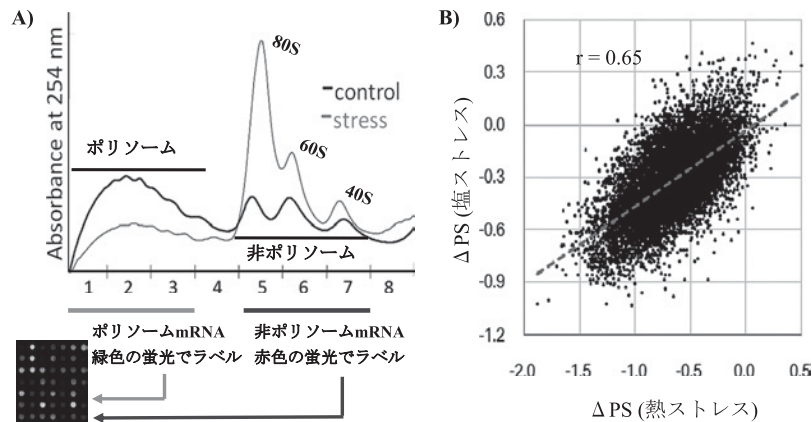 A)
Absorbance at 254 nm
80S
60S
40S
control
stress
ポリソーム
非ポリソーム
1 2 3 4 5 6 7 8
ポリソームmRNA
緑色の蛍光でラベル
非ポリソームmRNA
赤色の蛍光でラベル
B)
r = 0.65
ΔPS (塩ストレス)
0.6
0.3
0.0
-0.3
-0.6
-0.9
-1.2
-2.0 -1.5 -1.0 -0.5 0.0 0.5
ΔPS (熱ストレス)